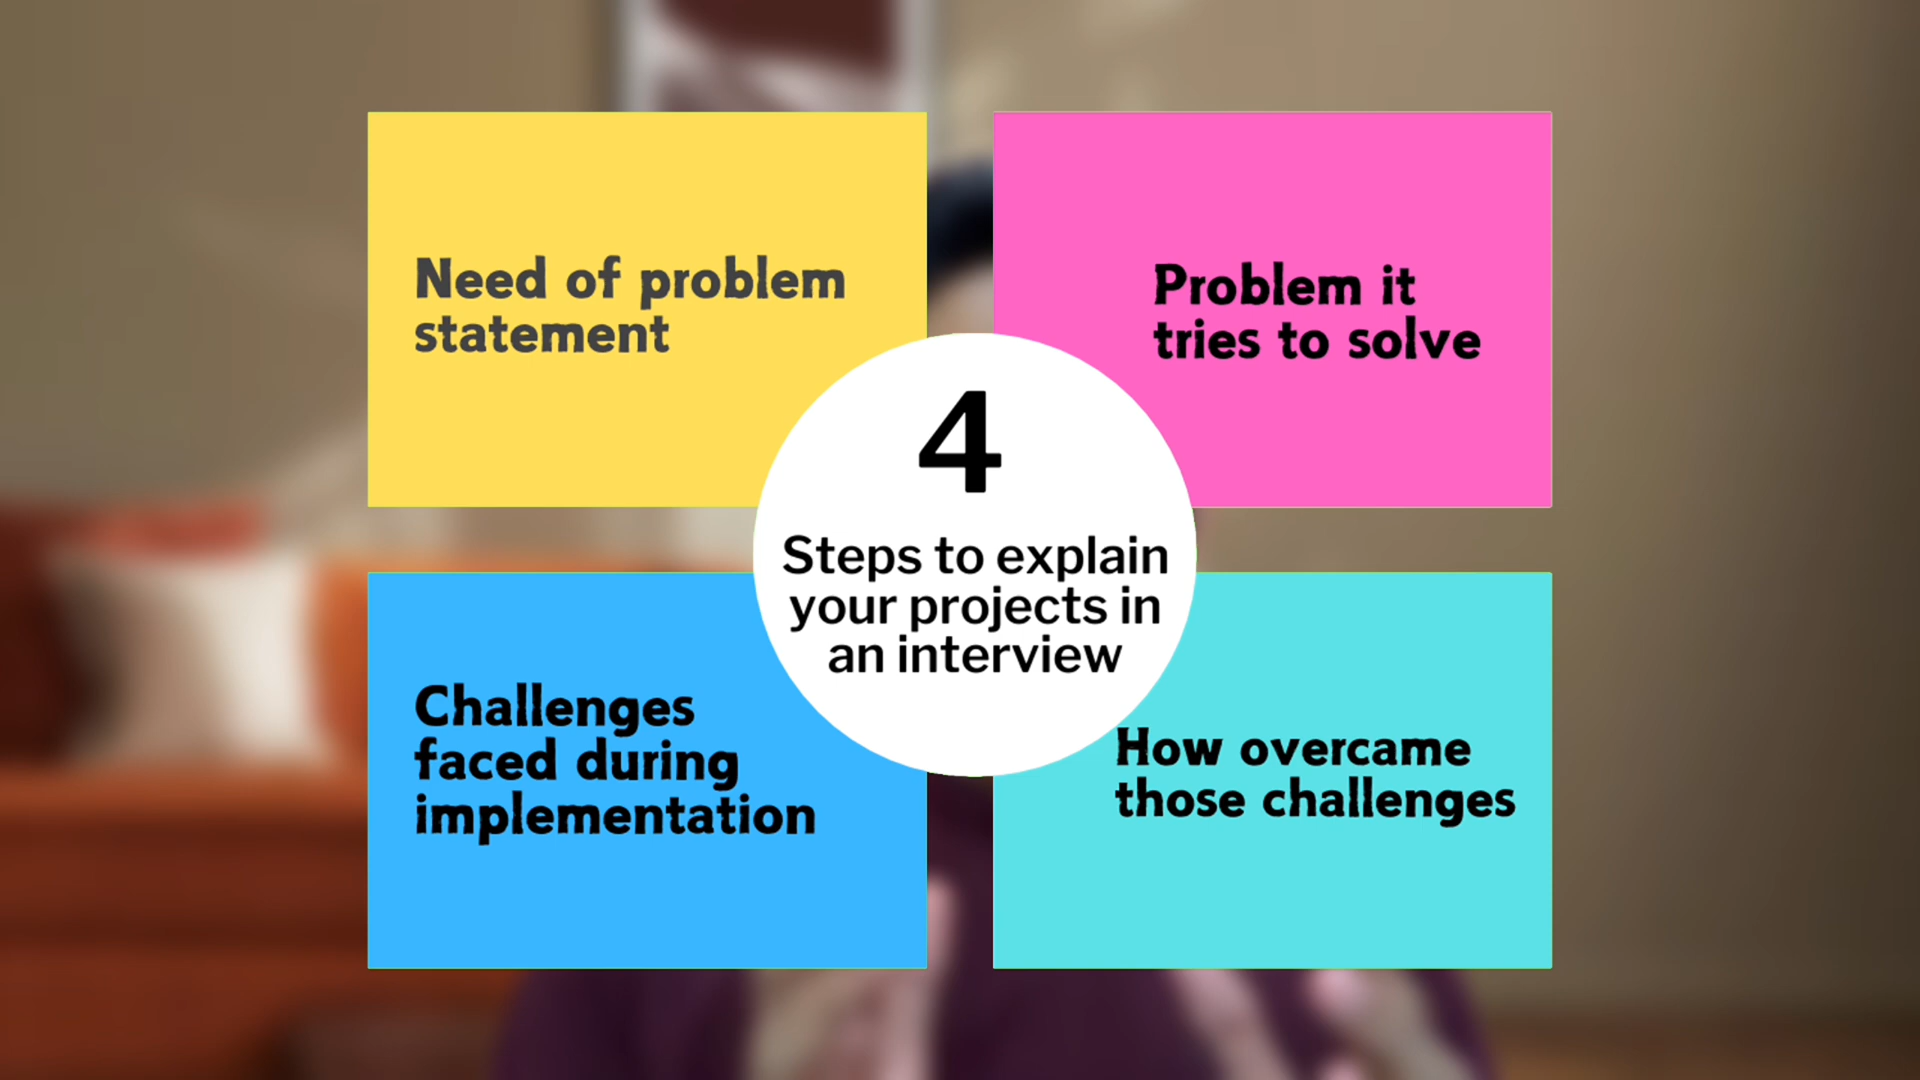 Need of problem
statement
Problem it
tries to solve
4
Steps to explain
your projects in
an interview
Challenges
faced during
implementation
How overcame
those challenges